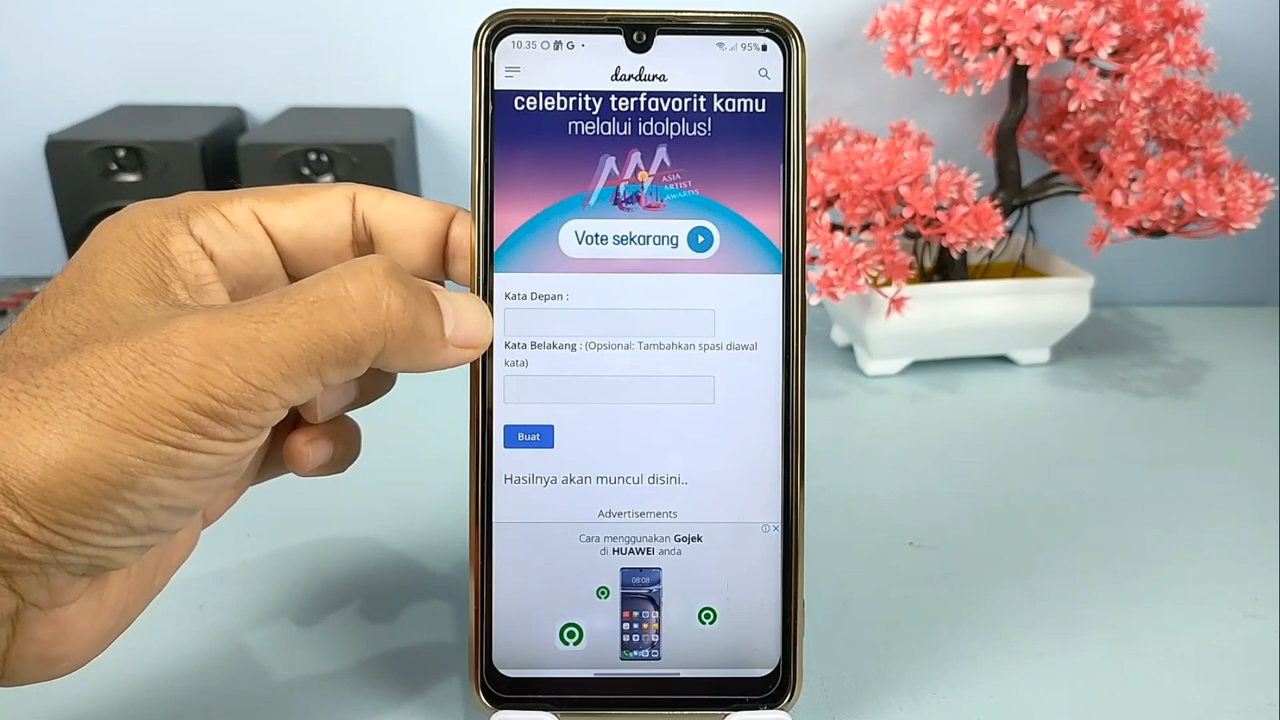 10.35 G
95%
dardura
celebrity terfavorit kamu
melalui idolplus!
ASIA
ARTIST
AWARDS
Vote sekarang
Kata Depan :
Kata Belakang : (Opsional: Tambahkan spasi diawal
kata)
Buat
Hasilnya akan muncul disini..
Advertisements
Cara menggunakan Gojek
di HUAWEI anda
08:08